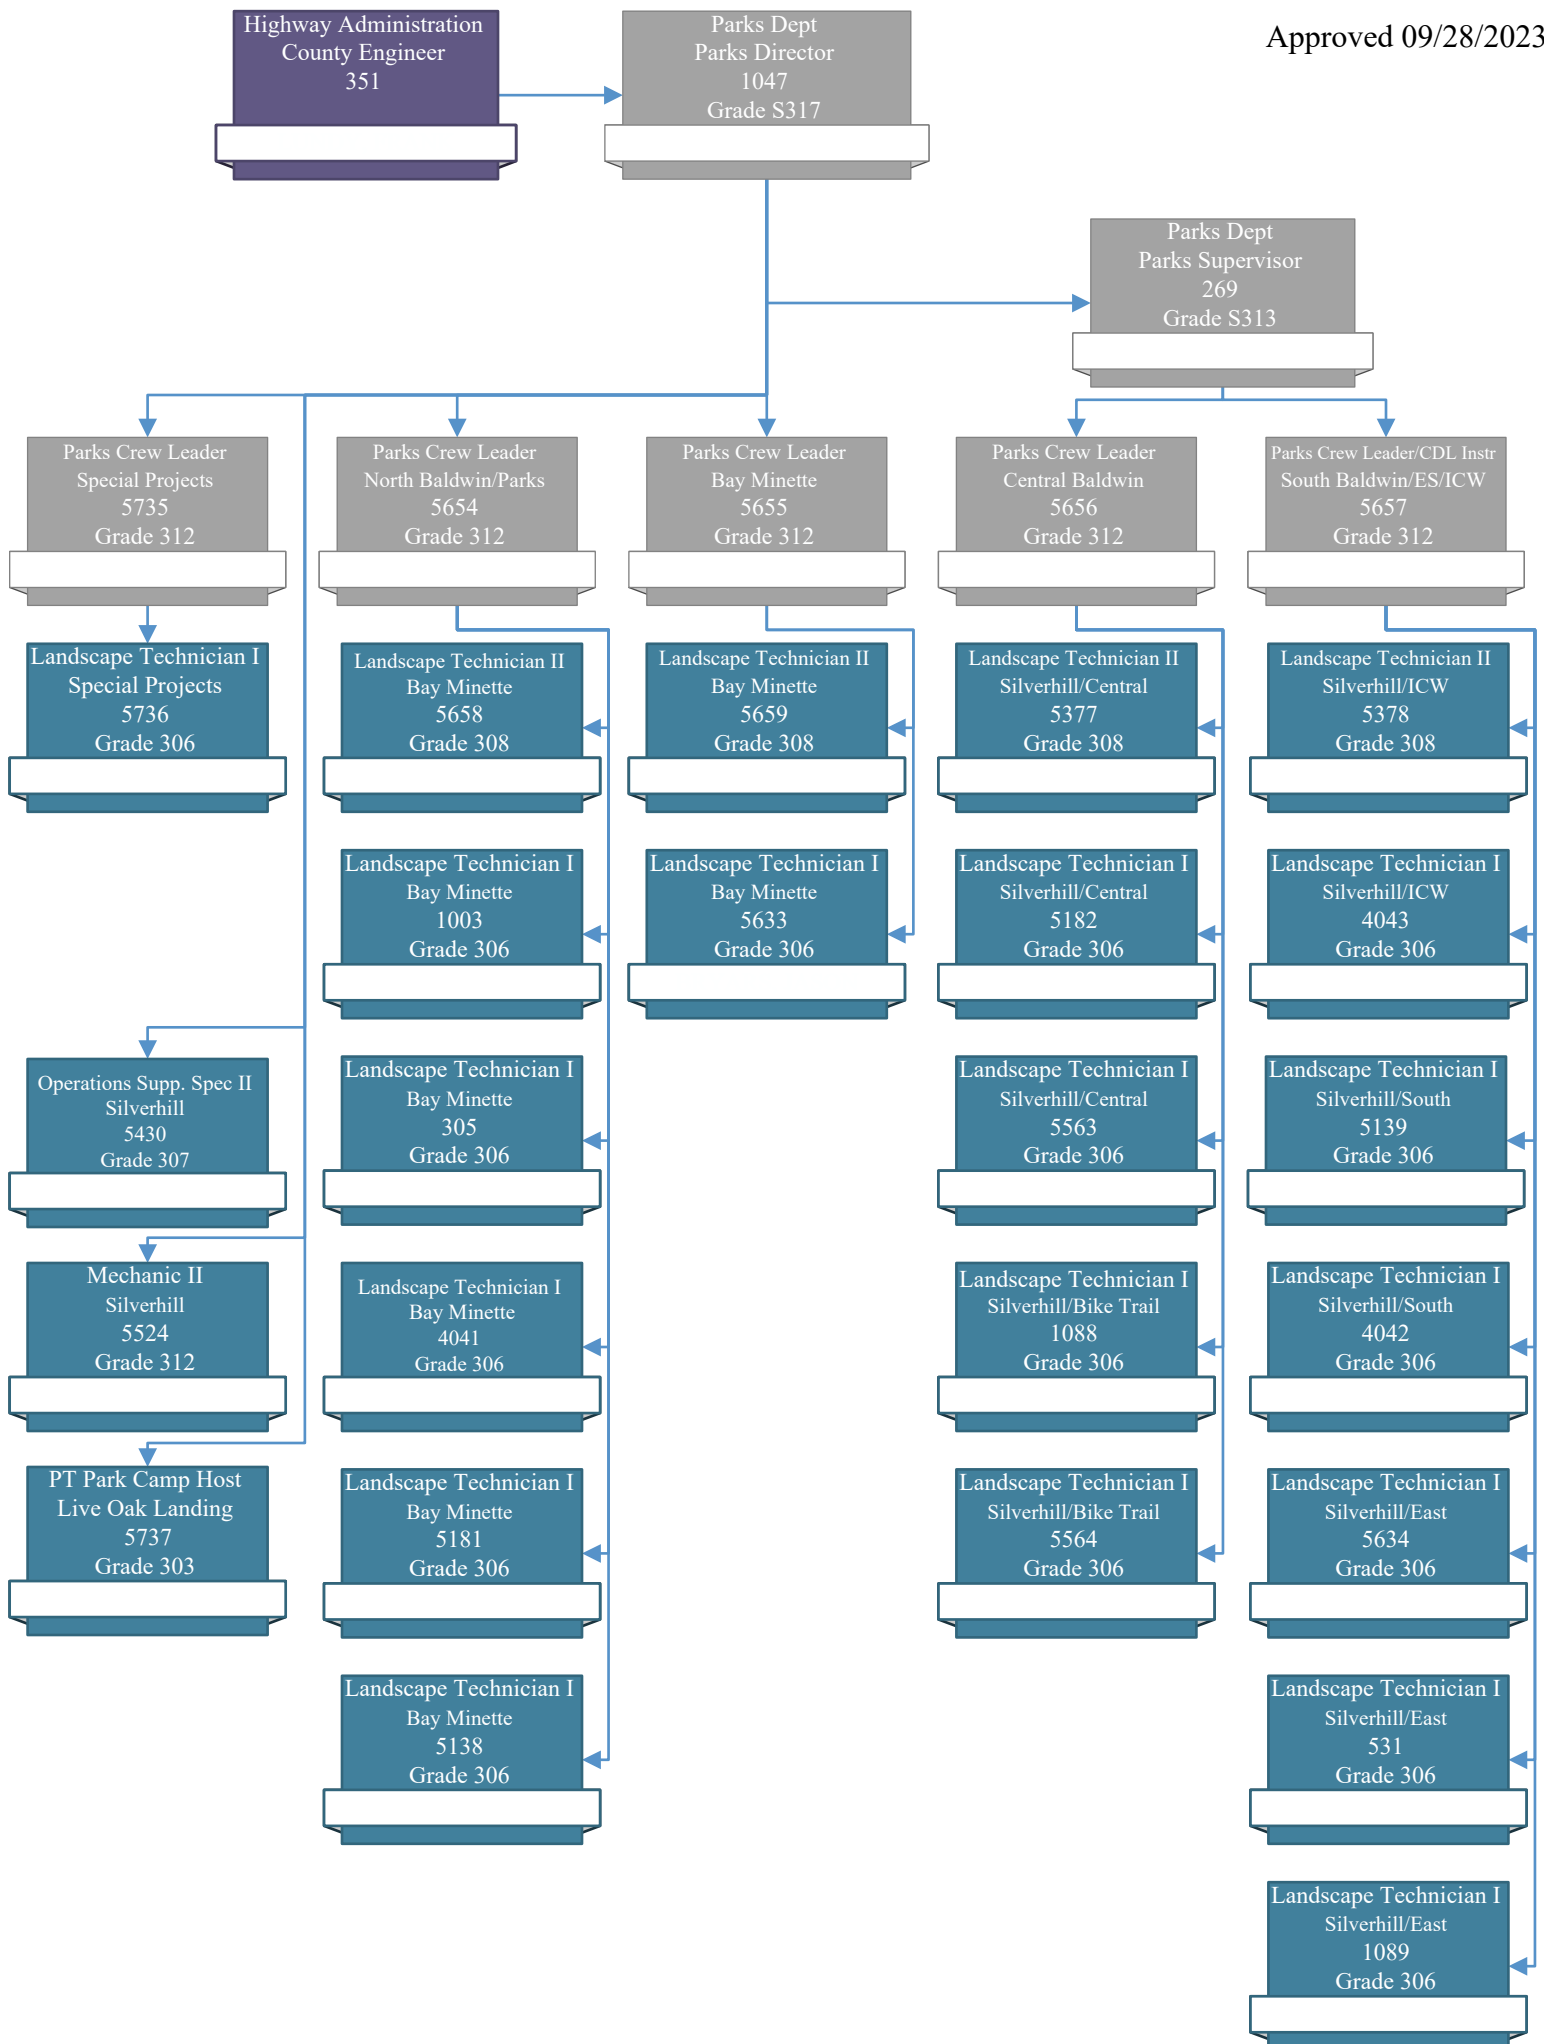 Highway Administration
County Engineer
351
Parks Dept
Parks Director
1047
Grade S317
Approved 09/28/2023
Parks Dept
Parks Supervisor
269
Grade S313
Parks Crew Leader
Special Projects
5735
Grade 312
Parks Crew Leader
North Baldwin/Parks
5654
Grade 312
Parks Crew Leader
Bay Minette
5655
Grade 312
Parks Crew Leader
Central Baldwin
5656
Grade 312
Parks Crew Leader/CDL Instr
South Baldwin/ES/ICW
5657
Grade 312
Landscape Technician I
Special Projects
5736
Grade 306
Landscape Technician II
Bay Minette
5658
Grade 308
Landscape Technician II
Bay Minette
5659
Grade 308
Landscape Technician II
Silverhill/Central
5377
Grade 308
Landscape Technician II
Silverhill/ICW
5378
Grade 308
Landscape Technician I
Bay Minette
1003
Grade 306
Landscape Technician I
Bay Minette
5633
Grade 306
Landscape Technician I
Silverhill/Central
5182
Grade 306
Landscape Technician I
Silverhill/ICW
4043
Grade 306
Operations Supp. Spec II
Silverhill
5430
Grade 307
Landscape Technician I
Bay Minette
305
Grade 306
Landscape Technician I
Silverhill/Central
5563
Grade 306
Landscape Technician I
Silverhill/South
5139
Grade 306
Mechanic II
Silverhill
5524
Grade 312
Landscape Technician I
Bay Minette
4041
Grade 306
Landscape Technician I
Silverhill/Bike Trail
1088
Grade 306
Landscape Technician I
Silverhill/South
4042
Grade 306
PT Park Camp Host
Live Oak Landing
5737
Grade 303
Landscape Technician I
Bay Minette
5181
Grade 306
Landscape Technician I
Silverhill/Bike Trail
5564
Grade 306
Landscape Technician I
Silverhill/East
5634
Grade 306
Landscape Technician I
Bay Minette
5138
Grade 306
Landscape Technician I
Silverhill/East
531
Grade 306
Landscape Technician I
Silverhill/East
1089
Grade 306